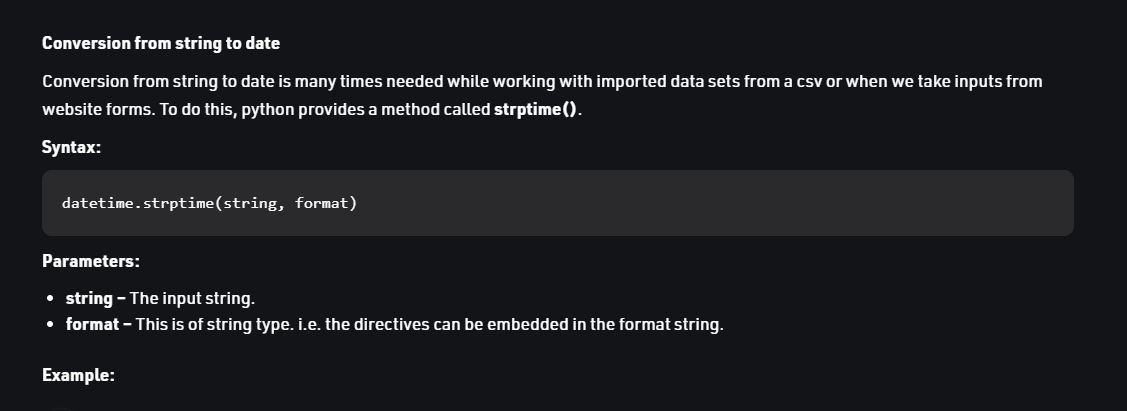 Conversion from string to date
Conversion from string to date is many times needed while working with imported data sets from a csv or when we take inputs from
website forms. To do this, python provides a method called strptime().
Syntax:
datetime.strptime(string, format)
Parameters:
• string – The input string.
• format – This is of string type. i.e. the directives can be embedded in the format string.
Example: